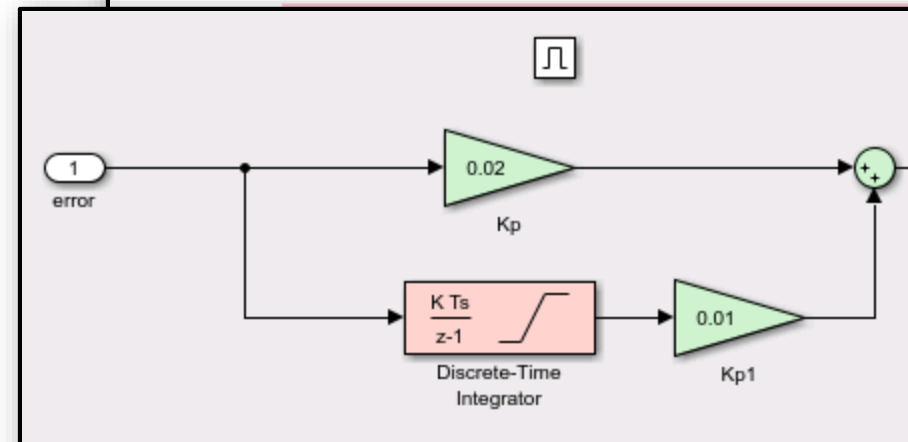 1
error
0.02
Kp
K Ts
z-1
Discrete-Time
Integrator
0.01
Kp1